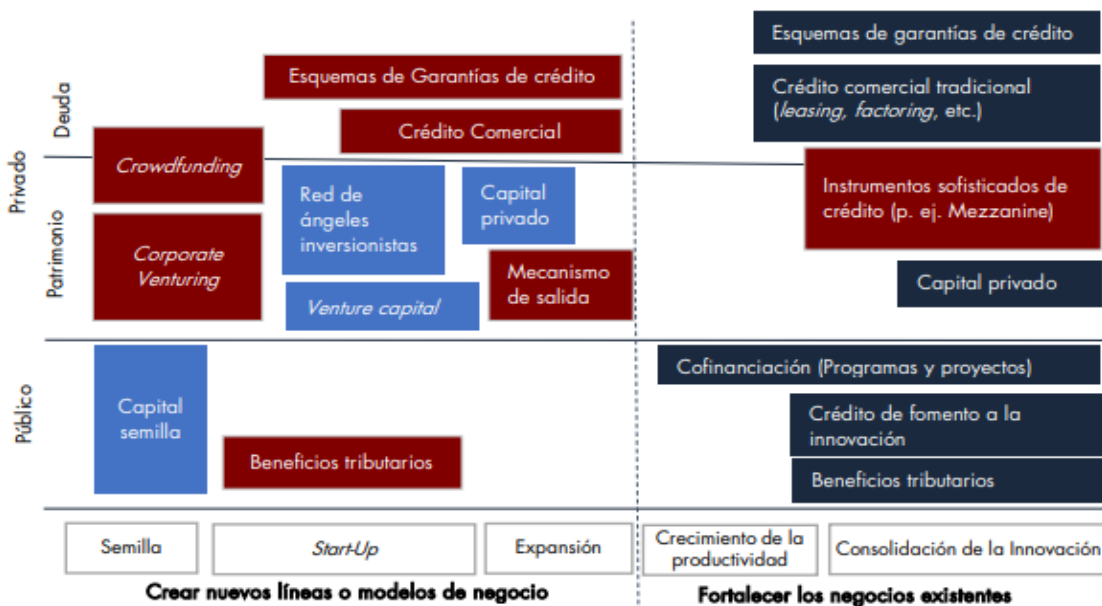 Esquemas de garantías de crédito
Esquemas de Garantías de crédito
Crédito comercial tradicional
(leasing, factoring, etc.)
Crédito Comercial
Deuda
Privado
Patrimonio
Público
Crowdfunding
Red de
ángeles
inversionistas
Capital
privado
Instrumentos sofisticados de
crédito (p. ej. Mezzanine)
Corporate
Venturing
Mecanismo
de salida
Venture capital
Capital privado
Capital
semilla
Cofinanciación (Programas y proyectos)
Crédito de fomento a la
innovación
Beneficios tributarios
Beneficios tributarios
Semilla
Start-Up
Expansión
Crecimiento de la
productividad
Consolidación de la Innovación
Crear nuevos líneas o modelos de negocio
Fortalecer los negocios existentes